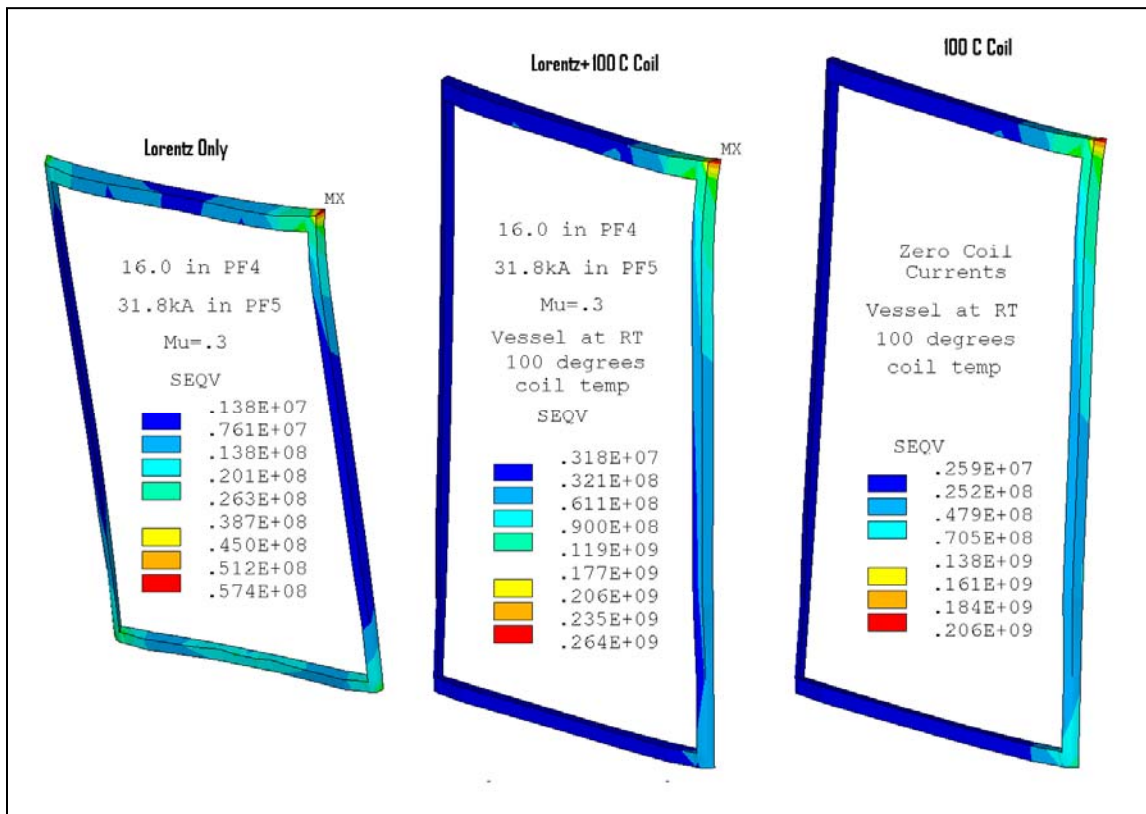 Lorentz Only
MX
16.0 in PF4
31.8kA in PF5
Mu=.3
SEQV
.138E+07
.761E+07
.138E+08
.201E+08
.263E+08
.387E+08
.450E+08
.512E+08
.574E+08
Lorentz+100 C Coil
MX
16.0 in PF4
31.8kA in PF5
Mu=.3
Vessel at RT
100 degrees
coil temp
SEQV
.318E+07
.321E+08
.611E+08
.900E+08
.119E+09
.177E+09
.206E+09
.235E+09
.264E+09
100 C Coil
MX
Zero Coil
Currents
Vessel at RT
100 degrees
coil temp
SEQV
.259E+07
.252E+08
.479E+08
.705E+08
.138E+09
.161E+09
.184E+09
.206E+09